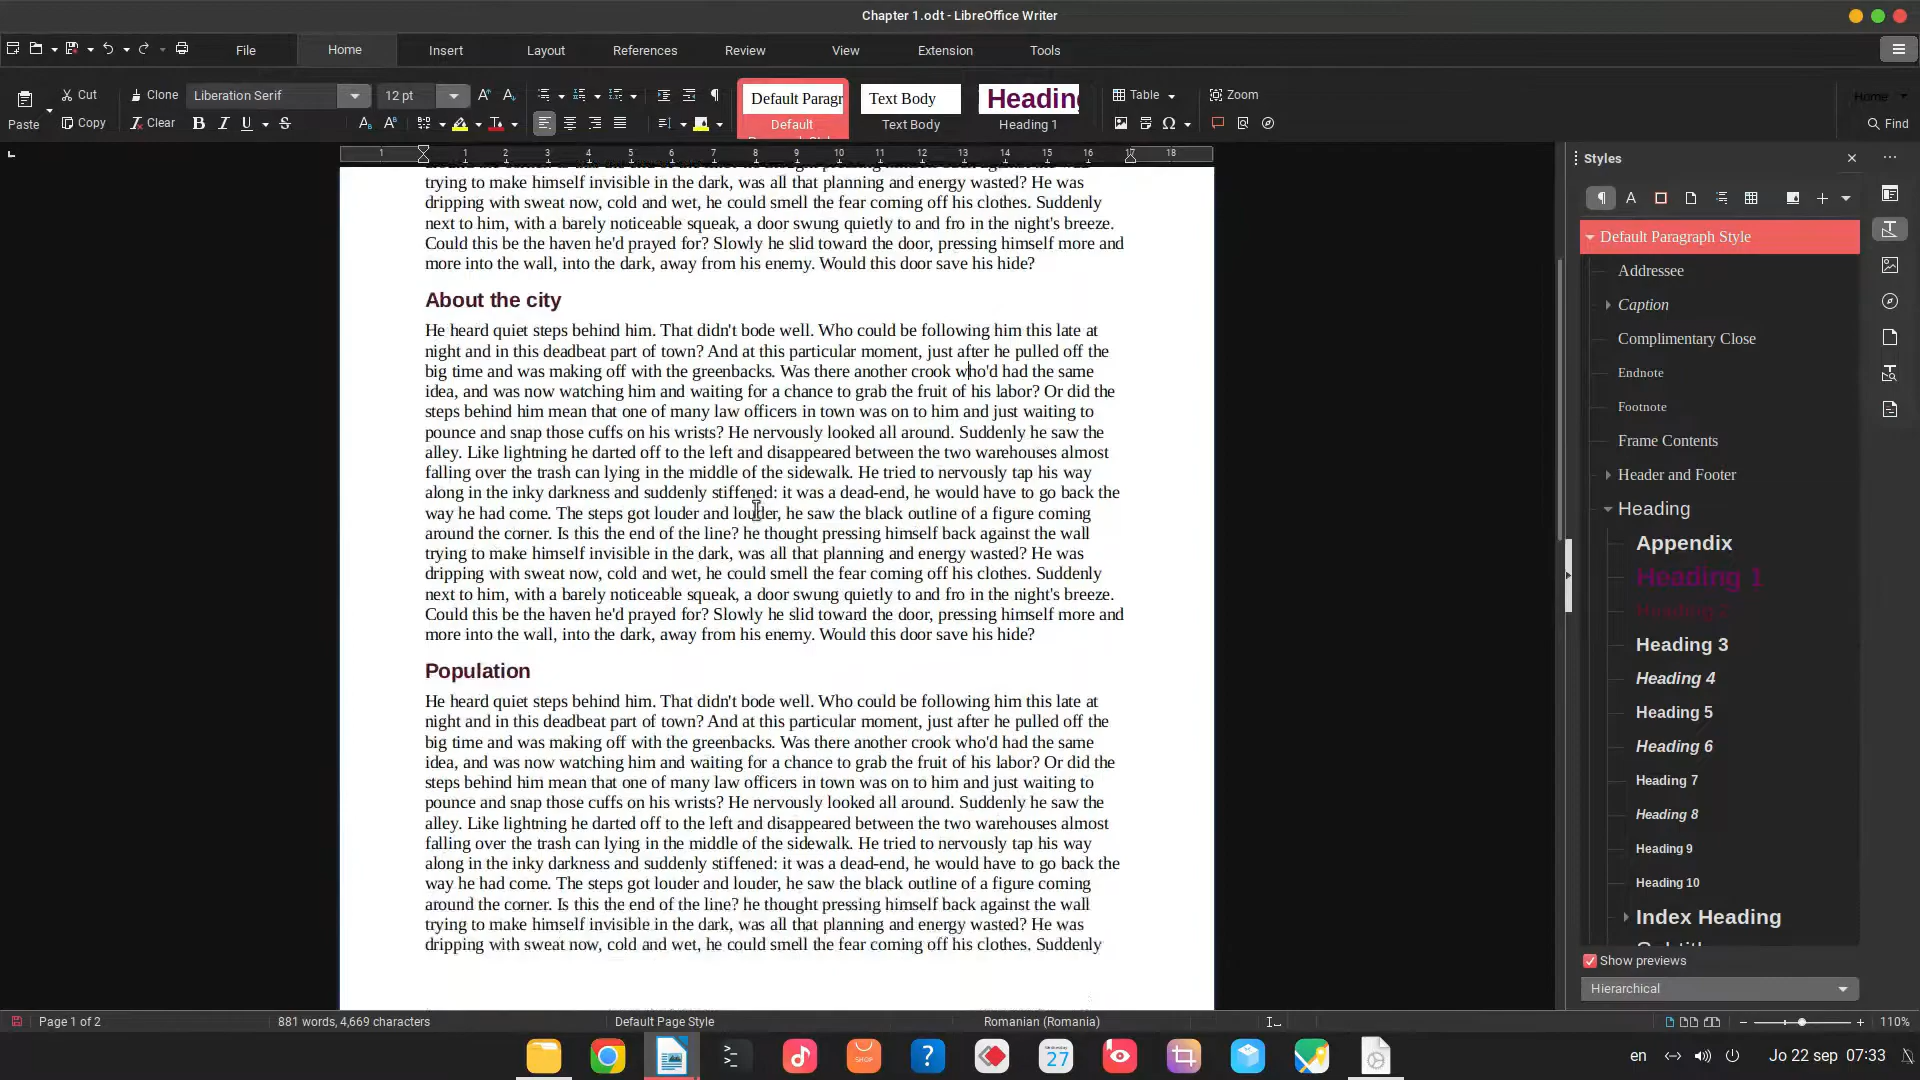 Chapter 1.odt - LibreOffice Writer
File Home Insert Layout References Review View Extension Tools
Cut Clone Liberation Serif 12 pt Default Paragr Text Body Heading Table Zoom Home
Paste Copy Clear Default Text Body Heading 1 Find
1 1 2 3 4 5 6 7 8 9 10 11 12 13 14 15 16 17 18
trying to make himself invisible in the dark, was all that planning and energy wasted? He was
dripping with sweat now, cold and wet, he could smell the fear coming off his clothes. Suddenly
next to him, with a barely noticeable squeak, a door swung quietly to and fro in the night's breeze.
Could this be the haven he'd prayed for? Slowly he slid toward the door, pressing himself more and
more into the wall, into the dark, away from his enemy. Would this door save his hide?
About the city
He heard quiet steps behind him. That didn't bode well. Who could be following him this late at
night and in this deadbeat part of town? And at this particular moment, just after he pulled off the
big time and was making off with the greenbacks. Was there another crook who'd had the same
idea, and was now watching him and waiting for a chance to grab the fruit of his labor? Or did the
steps behind him mean that one of many law officers in town was on to him and just waiting to
pounce and snap those cuffs on his wrists? He nervously looked all around. Suddenly he saw the
alley. Like lightning he darted off to the left and disappeared between the two warehouses almost
falling over the trash can lying in the middle of the sidewalk. He tried to nervously tap his way
along in the inky darkness and suddenly stiffened: it was a dead-end, he would have to go back the
way he had come. The steps got louder and louder, he saw the black outline of a figure coming
around the corner. Is this the end of the line? he thought pressing himself back against the wall
trying to make himself invisible in the dark, was all that planning and energy wasted? He was
dripping with sweat now, cold and wet, he could smell the fear coming off his clothes. Suddenly
next to him, with a barely noticeable squeak, a door swung quietly to and fro in the night's breeze.
Could this be the haven he'd prayed for? Slowly he slid toward the door, pressing himself more and
more into the wall, into the dark, away from his enemy. Would this door save his hide?
Population
He heard quiet steps behind him. That didn't bode well. Who could be following him this late at
night and in this deadbeat part of town? And at this particular moment, just after he pulled off the
big time and was making off with the greenbacks. Was there another crook who'd had the same
idea, and was now watching him and waiting for a chance to grab the fruit of his labor? Or did the
steps behind him mean that one of many law officers in town was on to him and just waiting to
pounce and snap those cuffs on his wrists? He nervously looked all around. Suddenly he saw the
alley. Like lightning he darted off to the left and disappeared between the two warehouses almost
falling over the trash can lying in the middle of the sidewalk. He tried to nervously tap his way
along in the inky darkness and suddenly stiffened: it was a dead-end, he would have to go back the
way he had come. The steps got louder and louder, he saw the black outline of a figure coming
around the corner. Is this the end of the line? he thought pressing himself back against the wall
trying to make himself invisible in the dark, was all that planning and energy wasted? He was
dripping with sweat now, cold and wet, he could smell the fear coming off his clothes. Suddenly
Styles
Default Paragraph Style
Addressee
Caption
Complimentary Close
Endnote
Footnote
Frame Contents
Header and Footer
Heading
Appendix
Heading 1
Heading 2
Heading 3
Heading 4
Heading 5
Heading 6
Heading 7
Heading 8
Heading 9
Heading 10
Index Heading
Show previews
Hierarchical
Page 1 of 2 881 words, 4,669 characters Default Page Style Romanian (Romania) 110%
SHOP 27 en Jo 22 sep 07:33